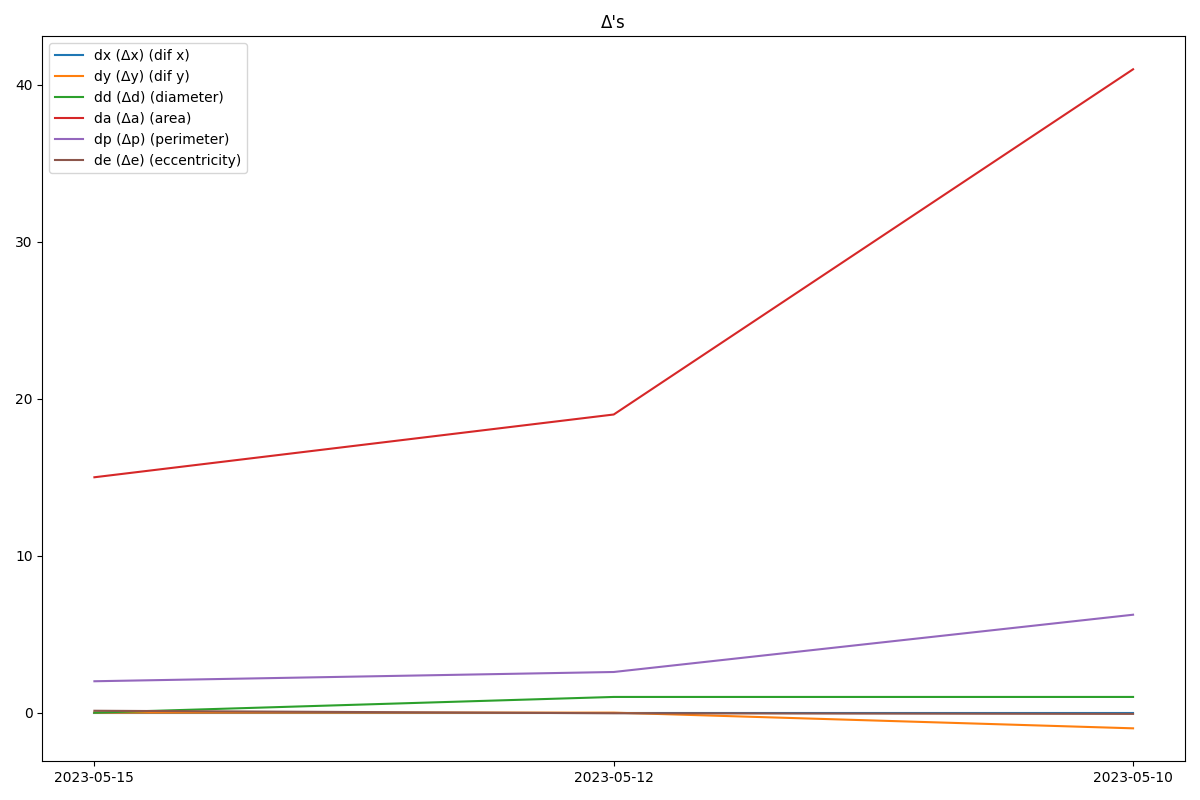 Δ's
dx (Δx) (dif x)
dy (Δy) (dif y)
dd (Δd) (diameter)
da (Δa) (area)
dp (Δp) (perimeter)
de (Δe) (eccentricity)
40
30
20
10
0
2023-05-15
2023-05-12
2023-05-10